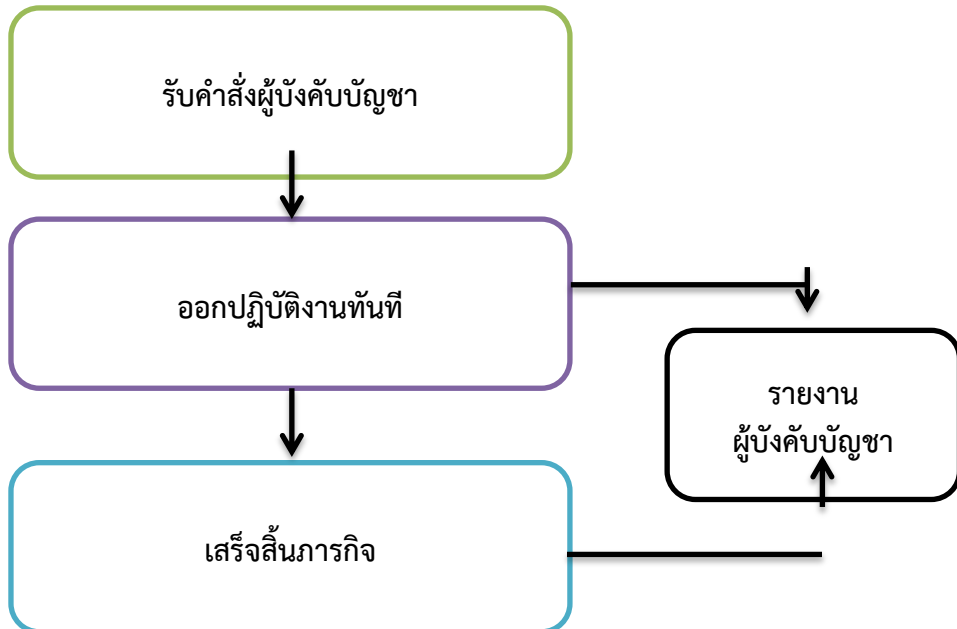 รับคำสั่งผู้บังคับบัญชา
ออกปฏิบัติงานทันที
รายงาน
ผู้บังคับบัญชา
เสร็จสิ้นภารกิจ